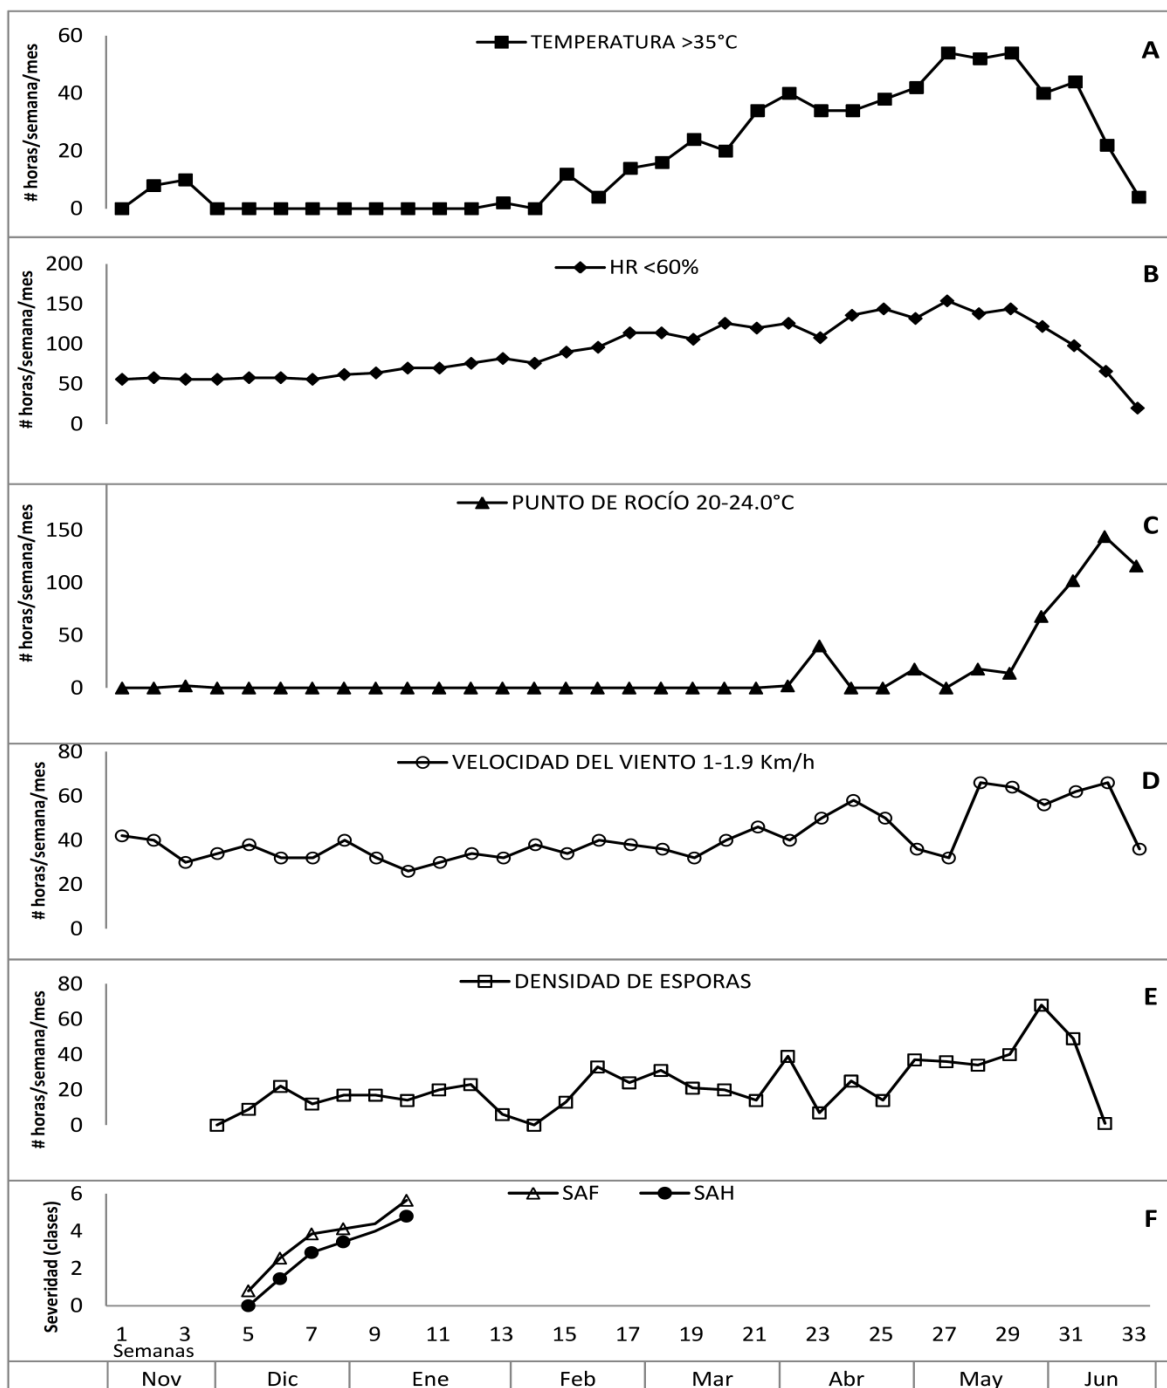 TEMPERATURA >35°C
A
# horas/semana/mes
60
40
20
0
HR <60%
B
# horas/semana/mes
200
150
100
50
0
PUNTO DE ROCÍO 20-24.0°C
C
# horas/semana/mes
150
100
50
0
VELOCIDAD DEL VIENTO 1-1.9 Km/h
D
# horas/semana/mes
80
60
40
20
0
DENSIDAD DE ESPORAS
E
# horas/semana/mes
80
60
40
20
0
SAF SAH
F
Severidad (clases)
6
4
2
0
1 3 5 7 9 11 13 15 17 19 21 23 25 27 29 31 33
Semanas
Nov Dic Ene Feb Mar Abr May Jun